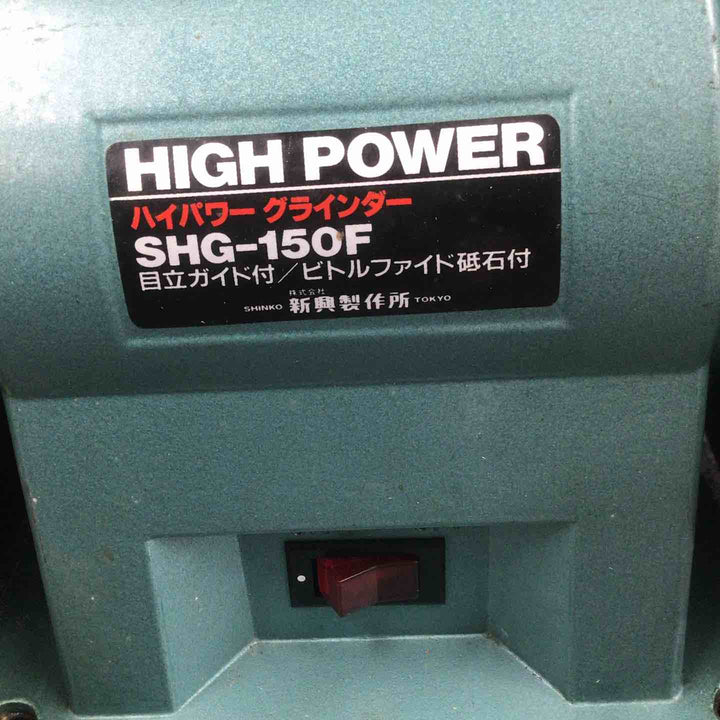 HIGH POWER
ハイパワー グラインダー
SHG-150F
目立ガイド付/ビトルファイド砥石付
SHINKO 株式会社 新興製作所 TOKYO